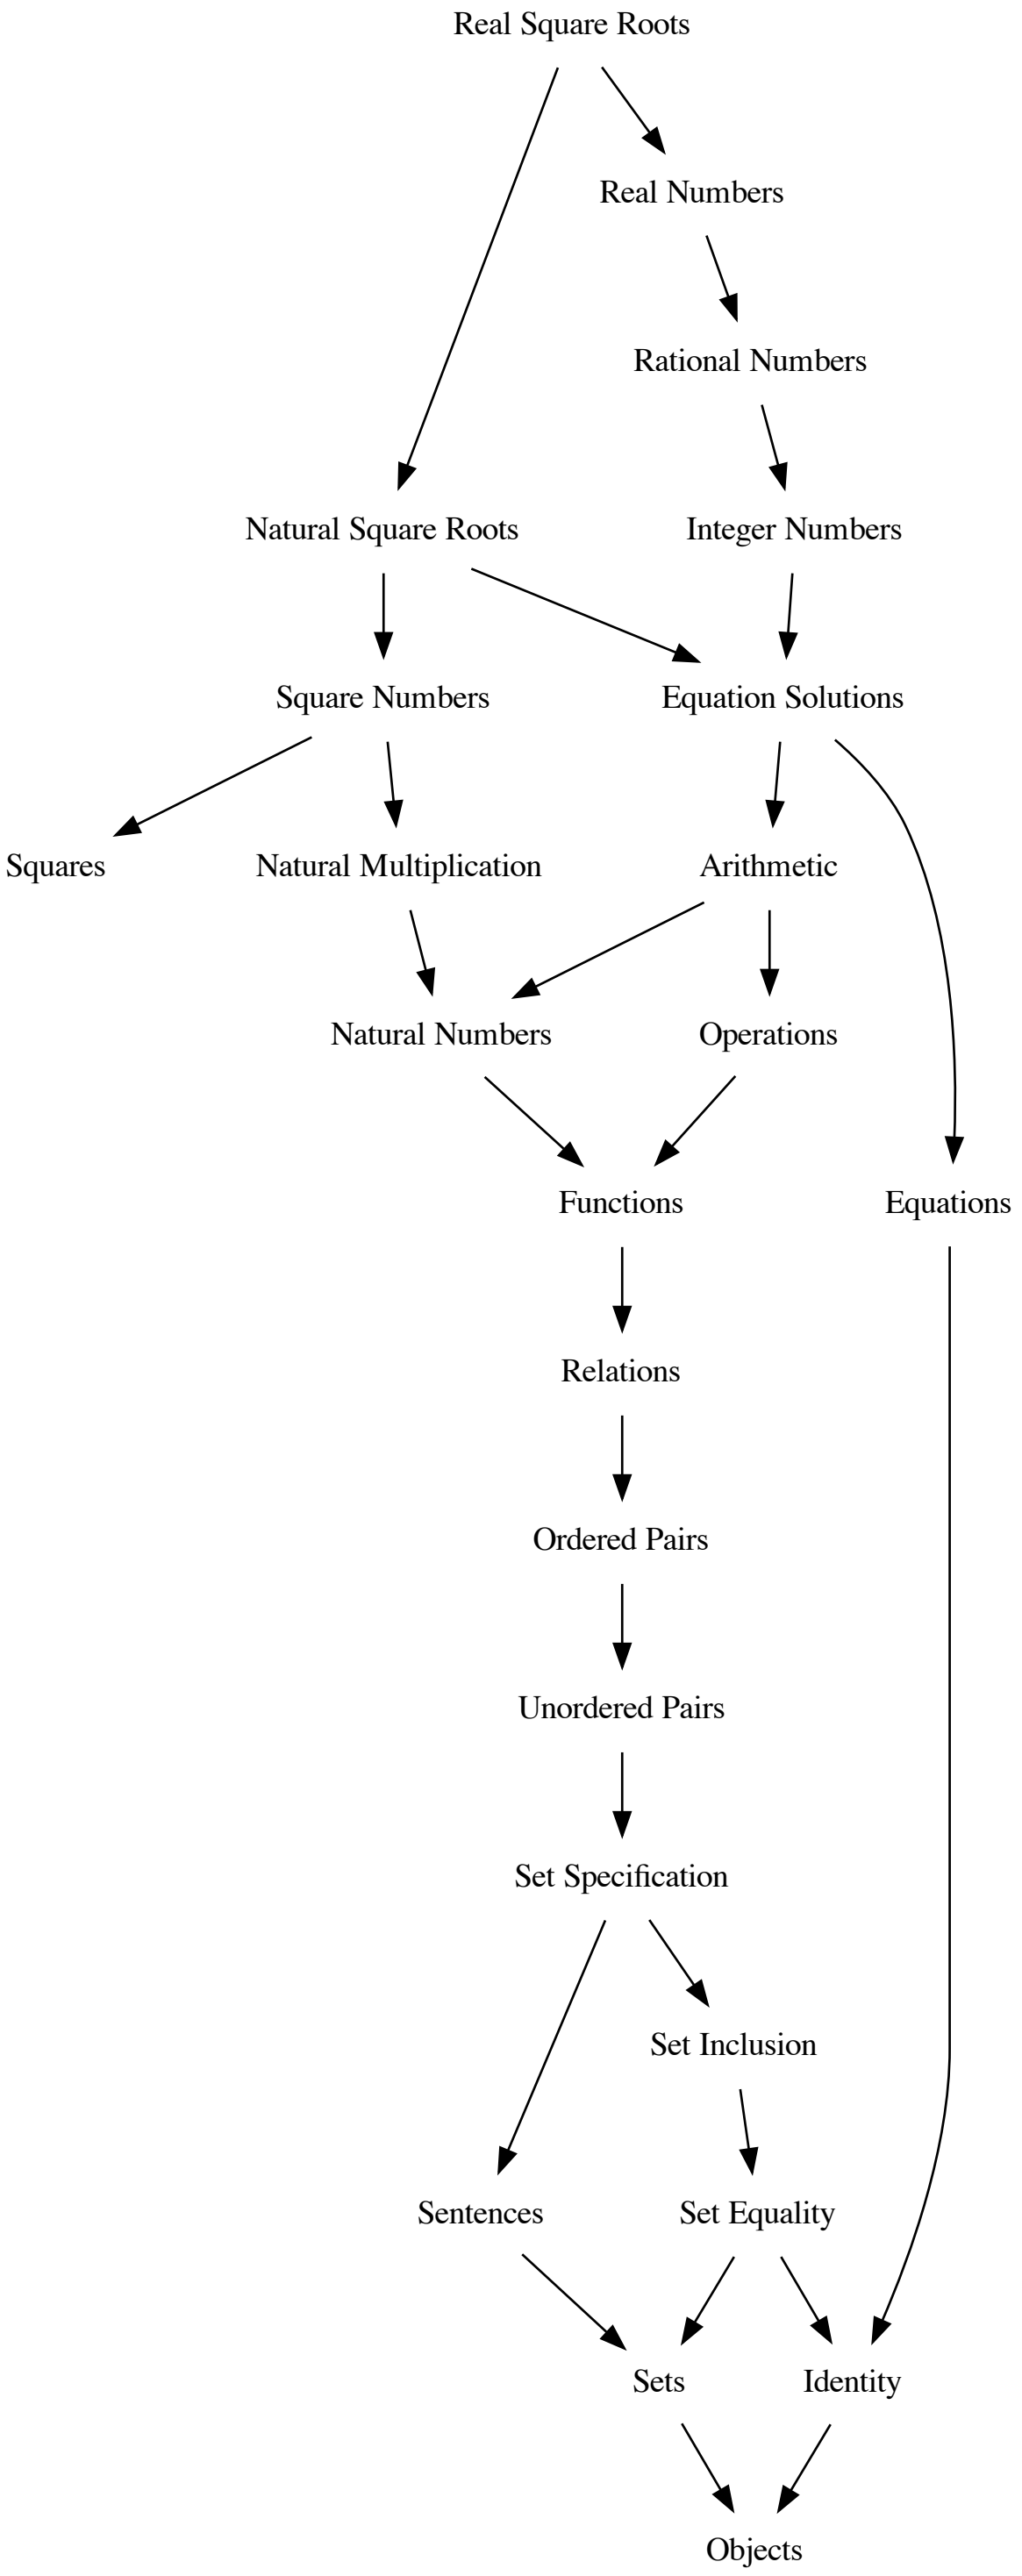 Real Square Roots
Real Numbers
Rational Numbers
Natural Square Roots
Integer Numbers
Square Numbers
Equation Solutions
Squares
Natural Multiplication
Arithmetic
Natural Numbers
Operations
Functions
Equations
Relations
Ordered Pairs
Unordered Pairs
Set Specification
Set Inclusion
Sentences
Set Equality
Sets
Identity
Objects